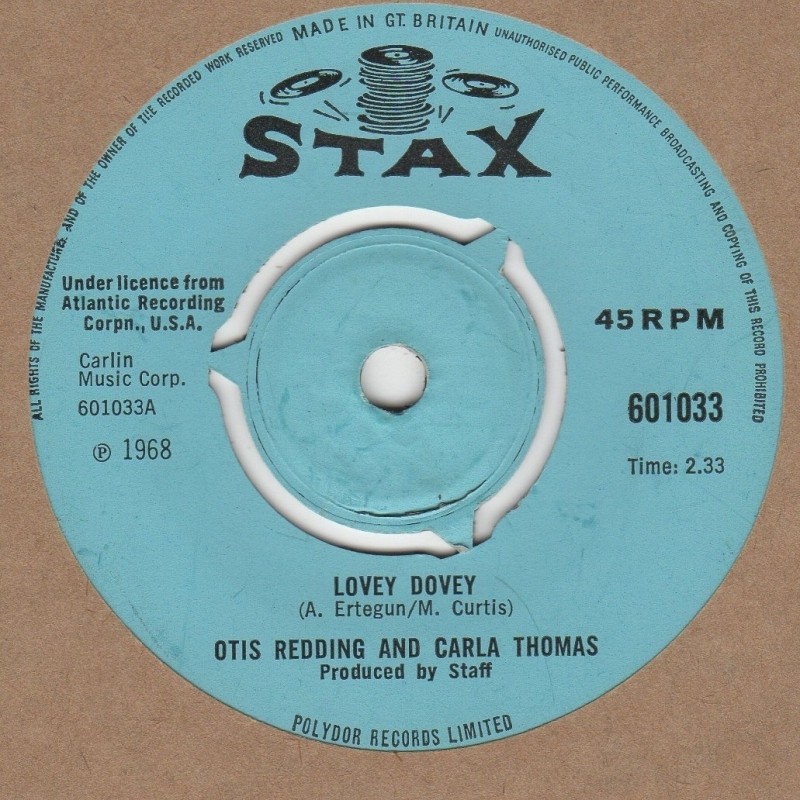 ALL RIGHTS OF THE MANUFACTURER AND OF THE OWNER OF THE RECORDED WORK RESERVED MADE IN GT. BRITAIN UNAUTHORISED PUBLIC PERFORMANCE BROADCASTING AND COPYING OF THIS RECORD PROHIBITED
STAX
Under licence from
Atlantic Recording
Corpn., U.S.A.
Carlin
Music Corp.
601033A
℗ 1968
45 RPM
601033
Time: 2.33
LOVEY DOVEY
(A. Ertegun/M. Curtis)
OTIS REDDING AND CARLA THOMAS
Produced by Staff
POLYDOR RECORDS LIMITED